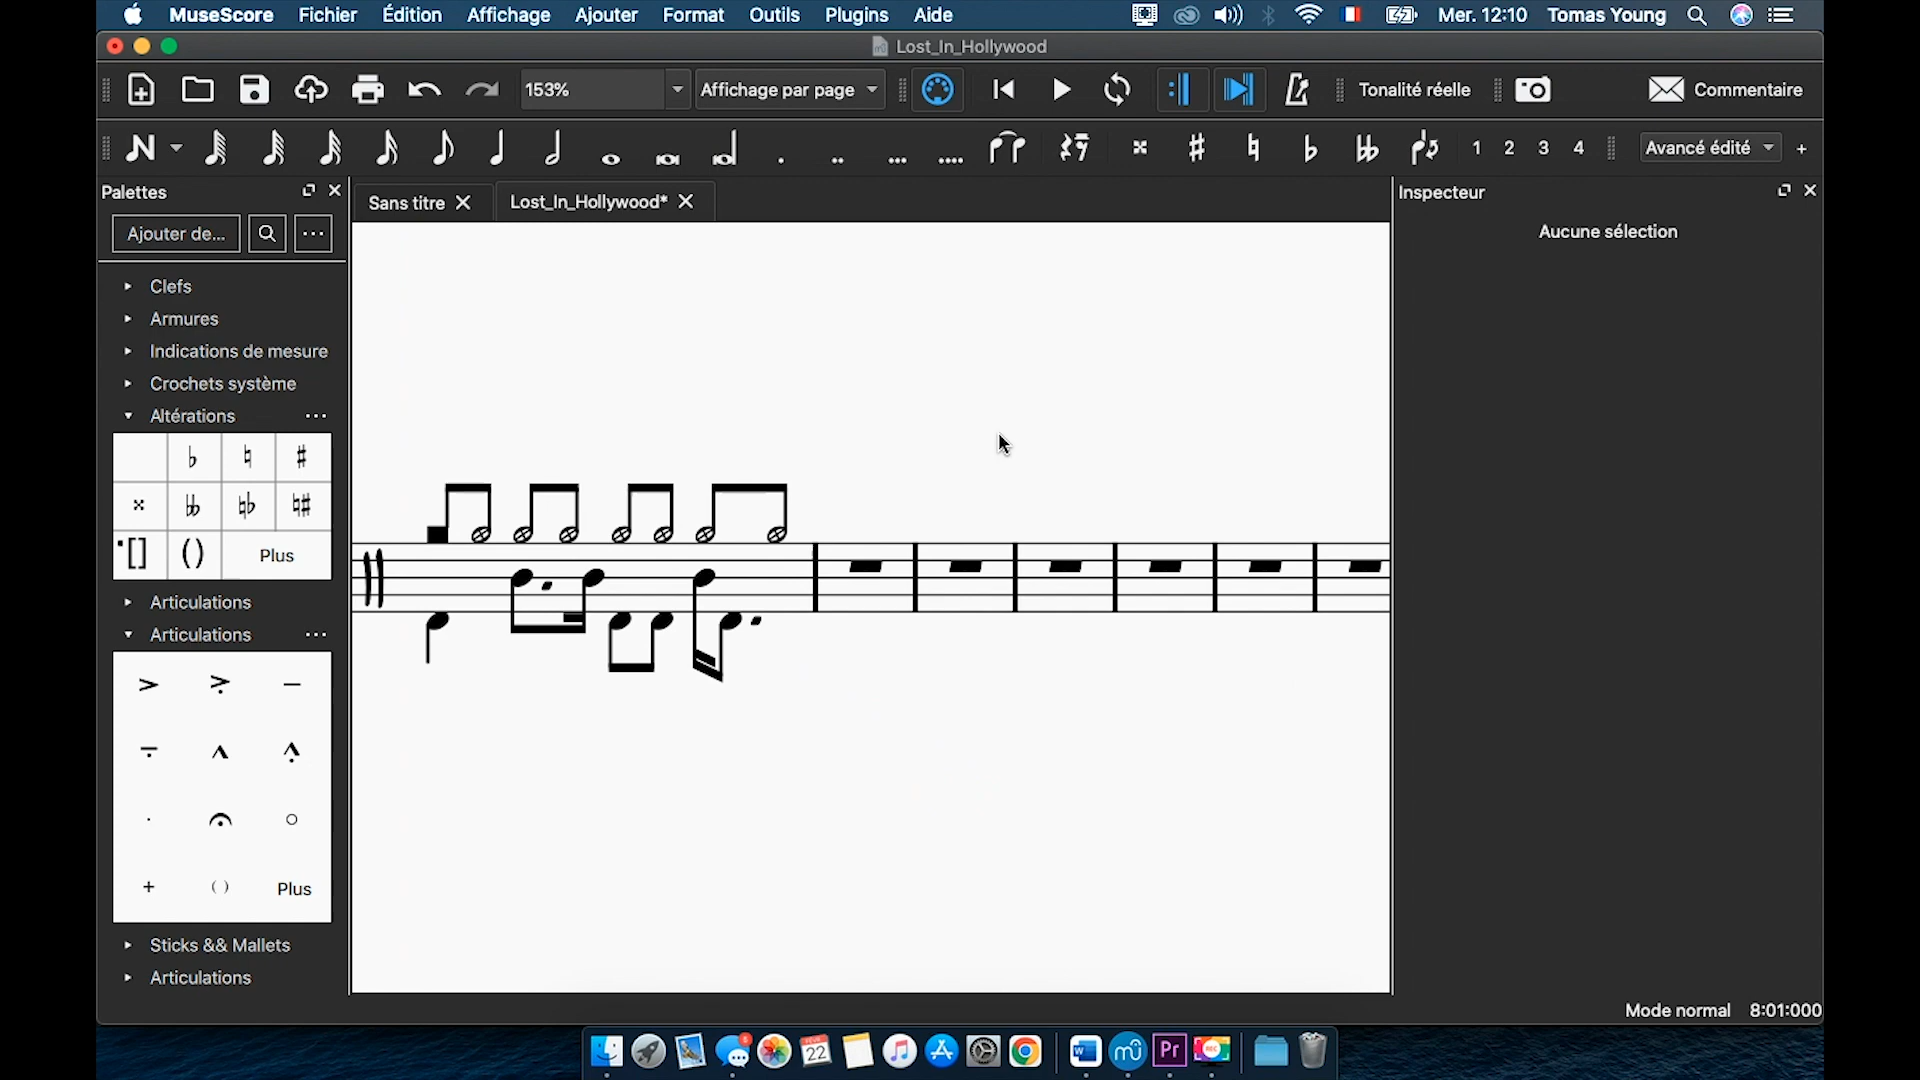 MuseScore Fichier Édition Affichage Ajouter Format Outils Plugins Aide Mer. 12:10 Tomas Young
Lost_In_Hollywood
153% Affichage par page Tonalité réelle Commentaire
1 2 3 4 Avancé édité +
Palettes
Sans titre Lost_In_Hollywood*
Inspecteur
Ajouter de... ...
Aucune sélection
Clefs
Armures
Indications de mesure
Crochets système
Altérations ...
[] () Plus
Articulations
Articulations ...
+ () Plus
Sticks && Mallets
Articulations
Mode normal 8:01:000
22
W Pr REC